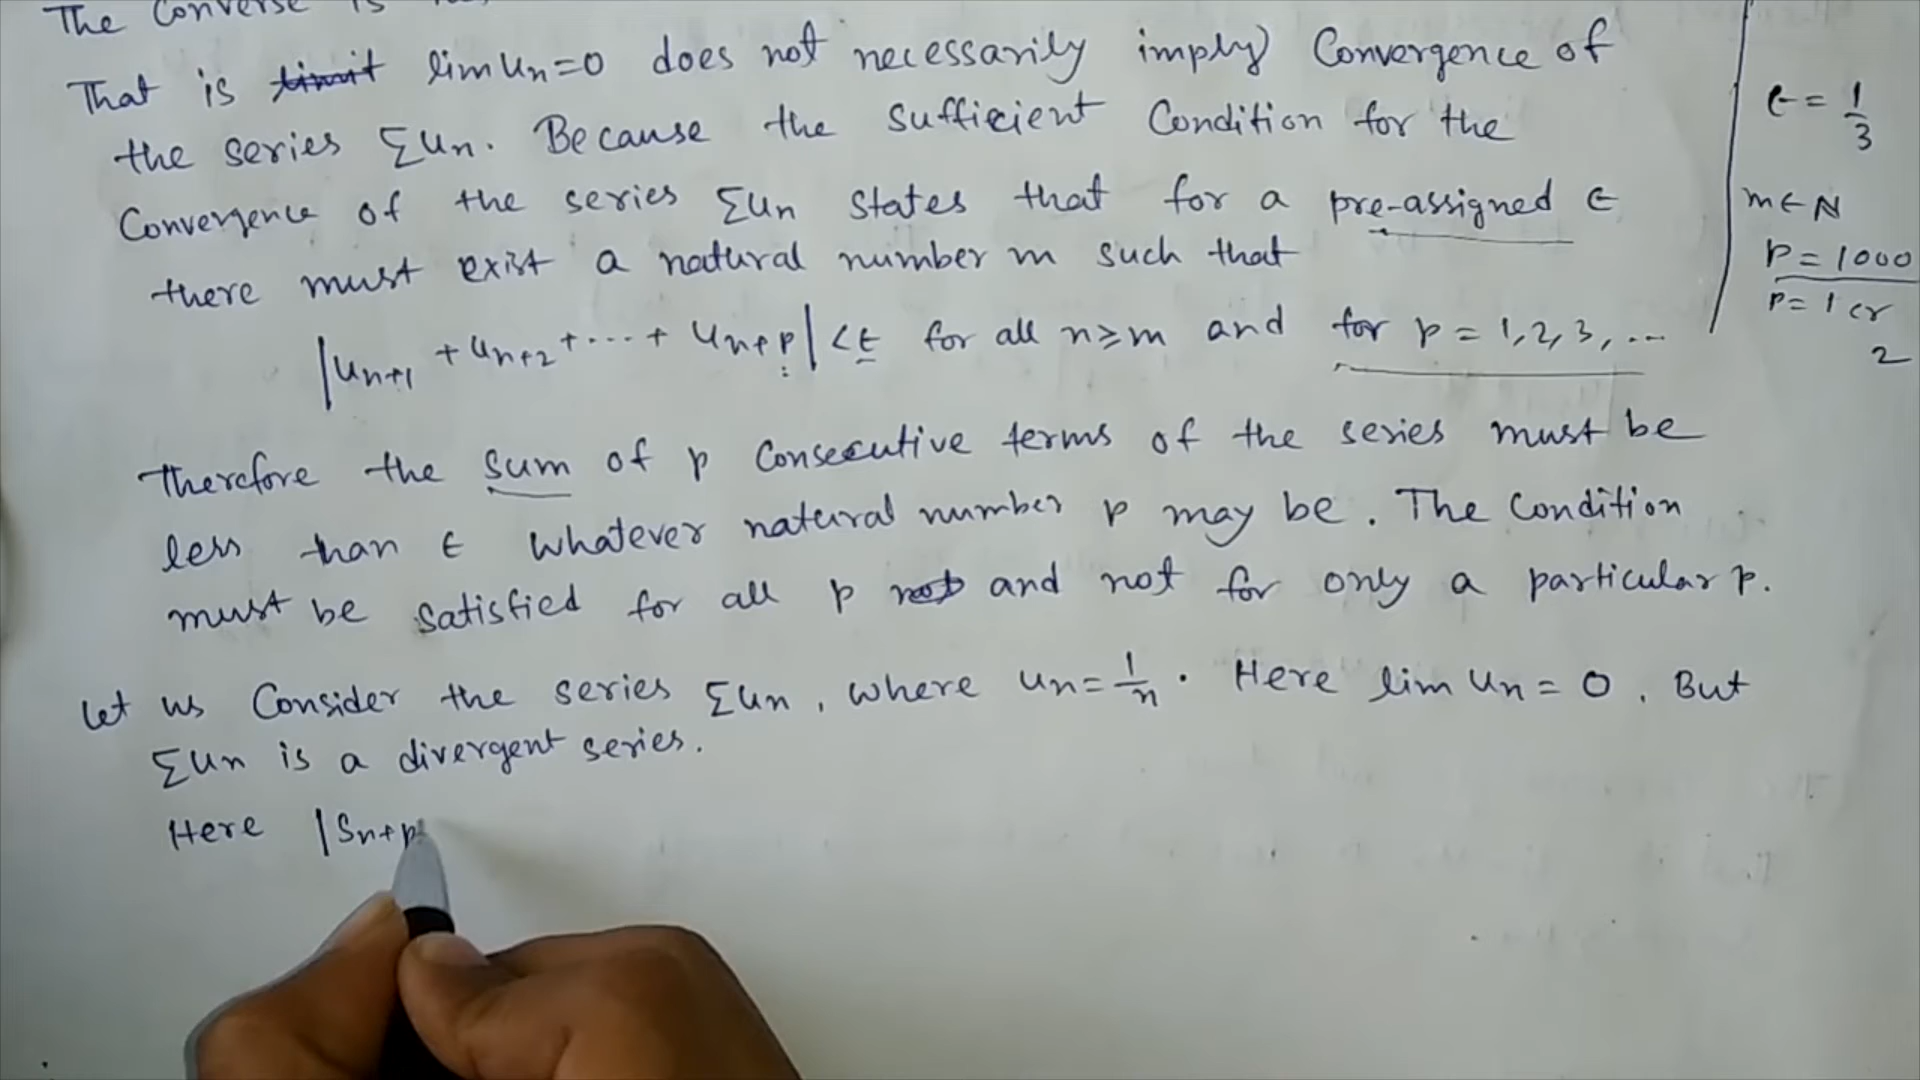 The Converse is
That is limit lim un=0 does not necessarily imply Convergence of
the series Σun. Because the sufficient Condition for the
Convergence of the series Σun states that for a pre-assigned ϵ
there must exist a natural number m such that
|un+1 + un+2 + ... + un+p| < ϵ for all n ≥ m and for p = 1, 2, 3, ...
Therefore the sum of p Consecutive terms of the series must be
less than ϵ whatever natural number p may be. The Condition
must be satisfied for all p not and not for only a particular p.
Let us Consider the series Σun, where un = 1/n. Here lim un = 0. But
Σun is a divergent series.
Here |Sn+p
ϵ = 1/3
m ϵ N
p = 1000
p = 1 cr
2